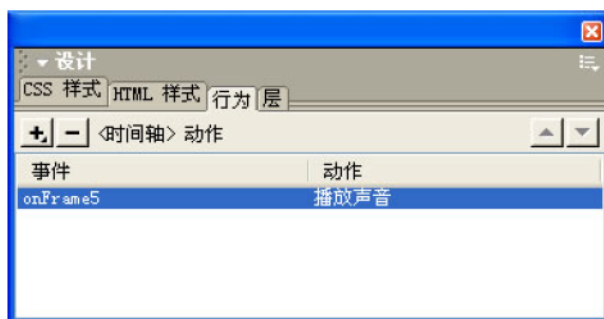 设计
CSS 样式 HTML 样式 行为 层
<时间轴> 动作
事件 动作
onFrame5 播放声音